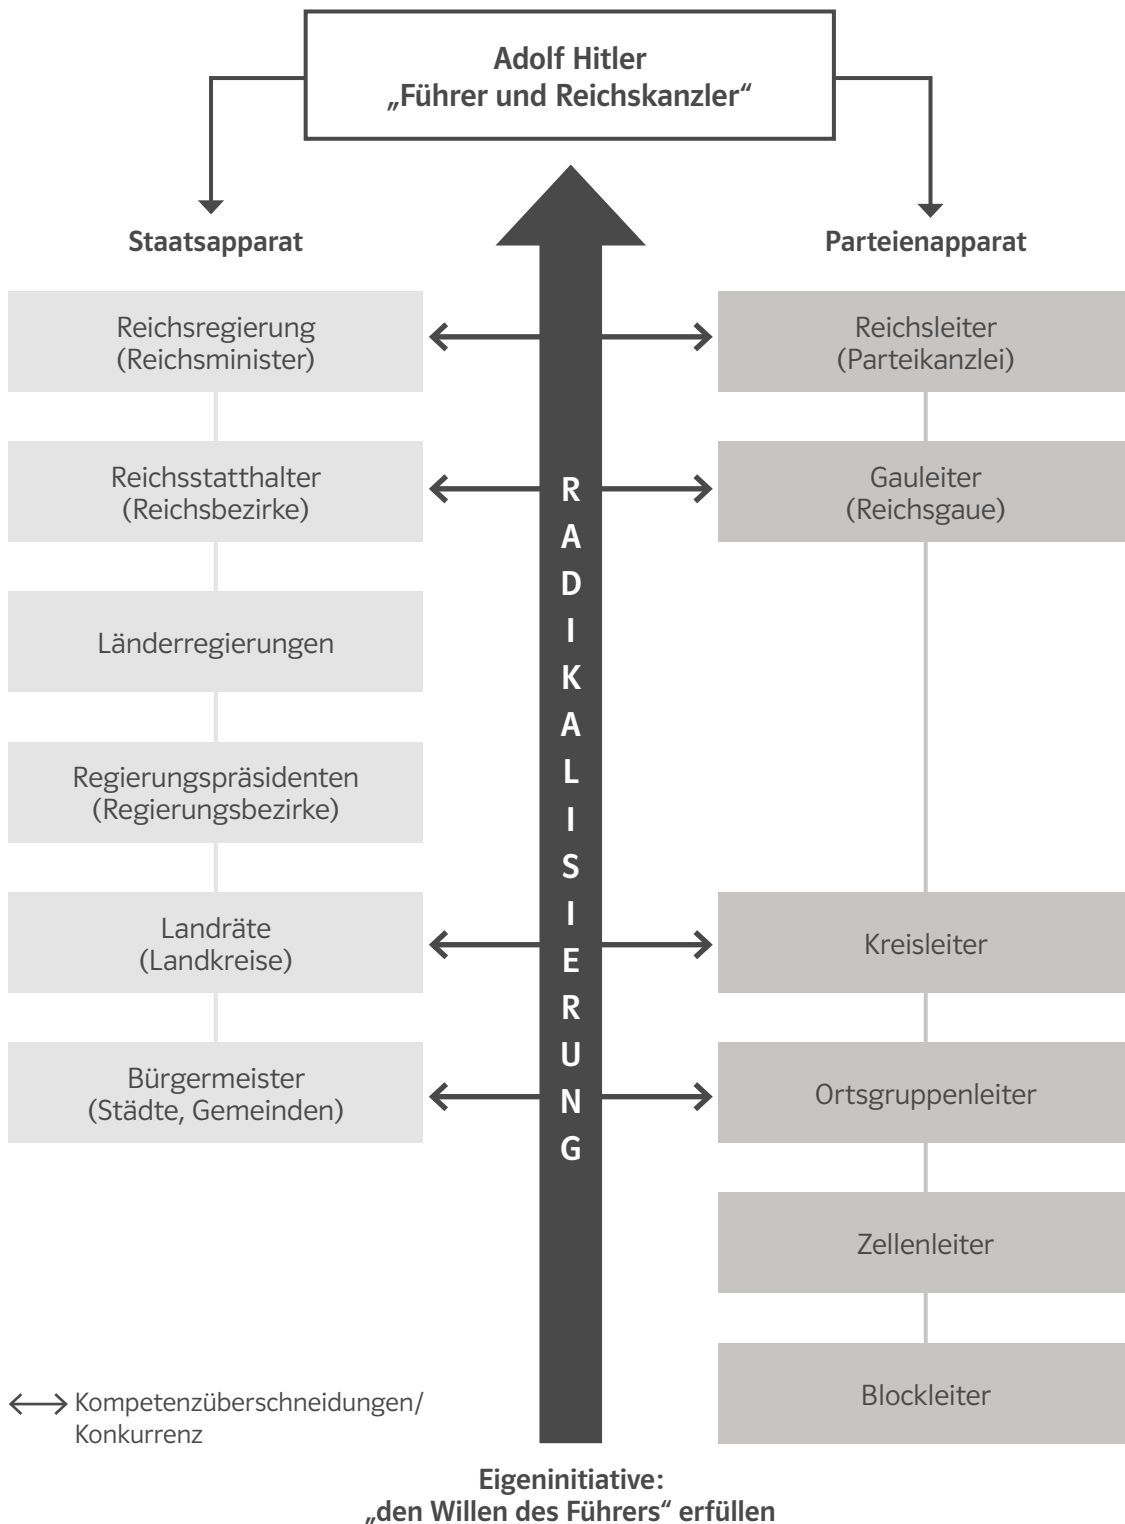 Adolf Hitler
„Führer und Reichskanzler“
Staatsapparat
Parteienapparat
Reichsregierung
(Reichsminister)
Reichsleiter
(Parteikanzlei)
Reichsstatthalter
(Reichsbezirke)
Gauleiter
(Reichsgaue)
Länderregierungen
Regierungspräsidenten
(Regierungsbezirke)
Landräte
(Landkreise)
Kreisleiter
Bürgermeister
(Städte, Gemeinden)
Ortsgruppenleiter
Zellenleiter
Blockleiter
RADIKALISIERUNG
Kompetenzüberschneidungen/
Konkurrenz
Eigeninitiative:
„den Willen des Führers“ erfüllen